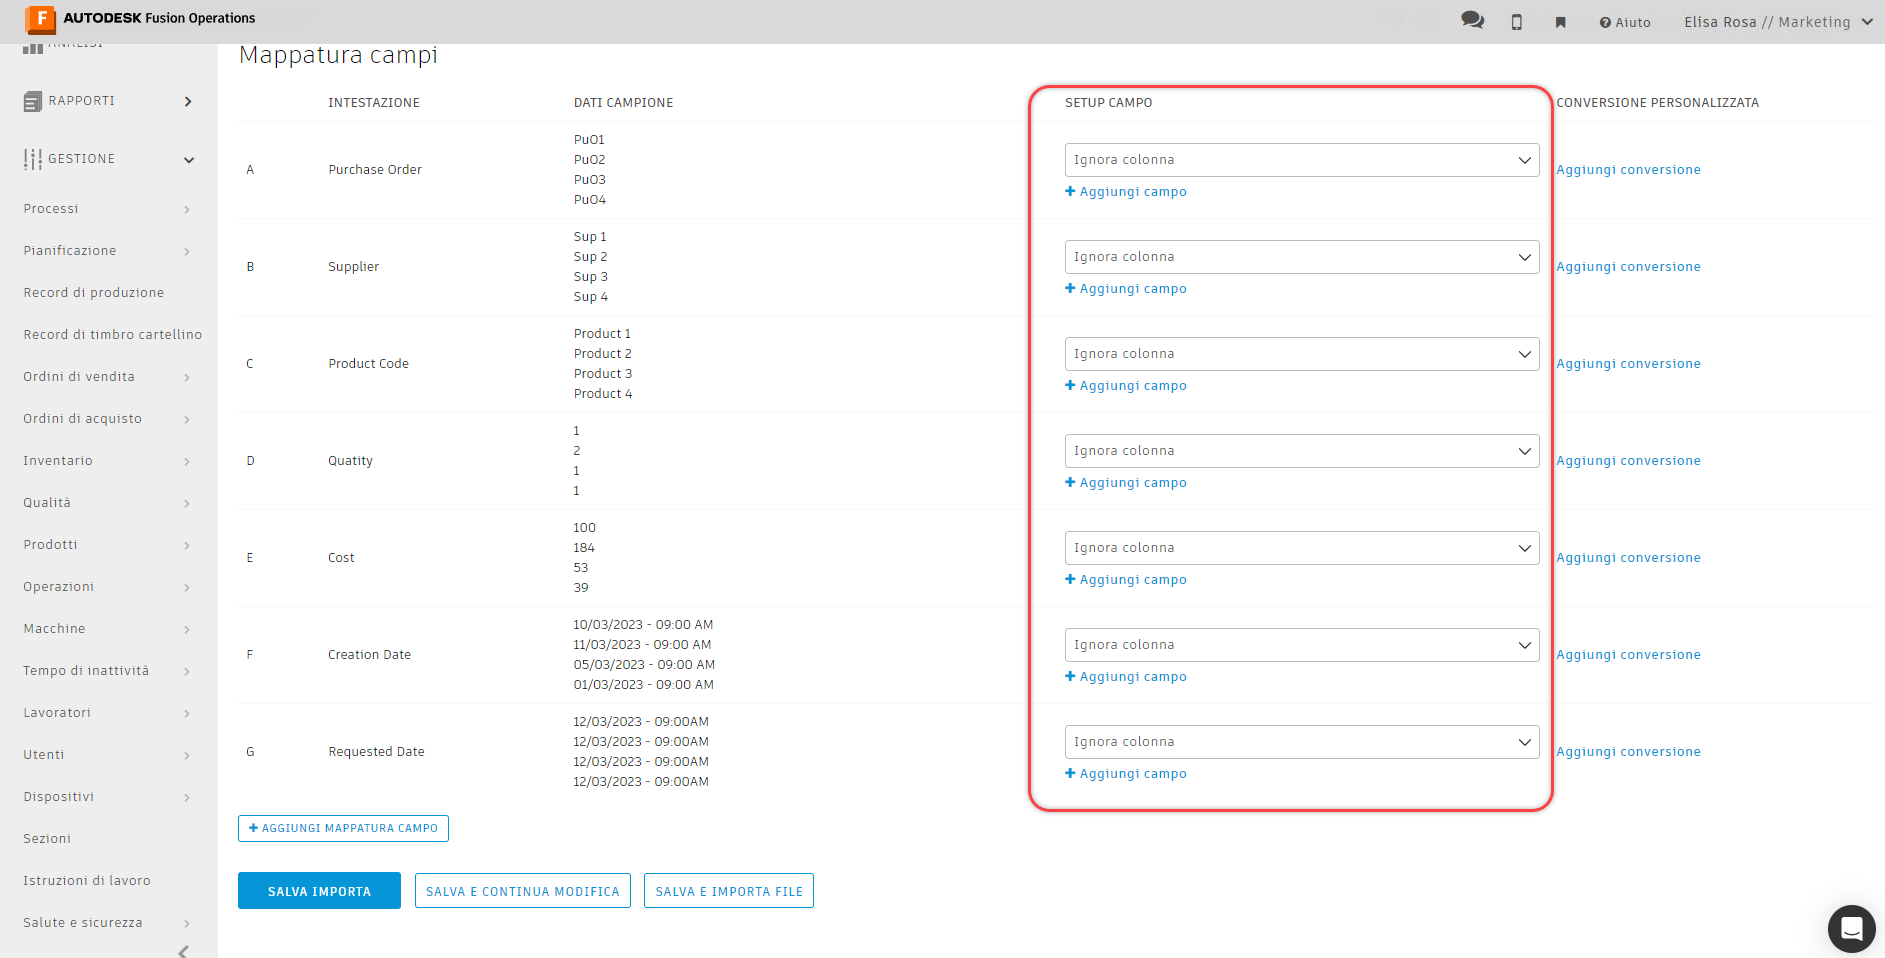 F AUTODESK Fusion Operations
Aiuto
Elisa Rosa // Marketing
ANALISI
RAPPORTI
GESTIONE
Processi
Pianificazione
Record di produzione
Record di timbro cartellino
Ordini di vendita
Ordini di acquisto
Inventario
Qualità
Prodotti
Operazioni
Macchine
Tempo di inattività
Lavoratori
Utenti
Dispositivi
Sezioni
Istruzioni di lavoro
Salute e sicurezza
Mappatura campi
INTESTAZIONE DATI CAMPIONE SETUP CAMPO CONVERSIONE PERSONALIZZATA
A Purchase Order
PuO1
PuO2
PuO3
PuO4
Ignora colonna
+ Aggiungi campo
Aggiungi conversione
B Supplier
Sup 1
Sup 2
Sup 3
Sup 4
Ignora colonna
+ Aggiungi campo
Aggiungi conversione
C Product Code
Product 1
Product 2
Product 3
Product 4
Ignora colonna
+ Aggiungi campo
Aggiungi conversione
D Quatity
1
2
1
1
Ignora colonna
+ Aggiungi campo
Aggiungi conversione
E Cost
100
184
53
39
Ignora colonna
+ Aggiungi campo
Aggiungi conversione
F Creation Date
10/03/2023 - 09:00 AM
11/03/2023 - 09:00 AM
05/03/2023 - 09:00 AM
01/03/2023 - 09:00 AM
Ignora colonna
+ Aggiungi campo
Aggiungi conversione
G Requested Date
12/03/2023 - 09:00AM
12/03/2023 - 09:00AM
12/03/2023 - 09:00AM
12/03/2023 - 09:00AM
Ignora colonna
+ Aggiungi campo
Aggiungi conversione
+ AGGIUNGI MAPPATURA CAMPO
SALVA IMPORTA
SALVA E CONTINUA MODIFICA
SALVA E IMPORTA FILE